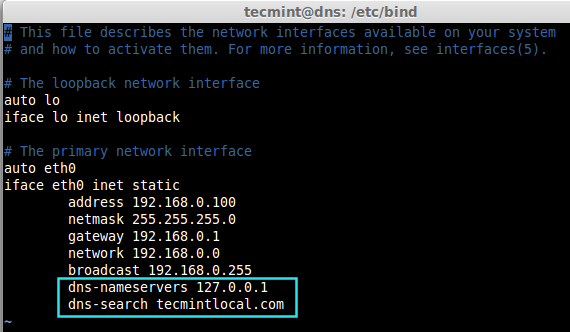 tecmint@dns: /etc/bind
# This file describes the network interfaces available on your system
# and how to activate them. For more information, see interfaces(5).
# The loopback network interface
auto lo
iface lo inet loopback
# The primary network interface
auto eth0
iface eth0 inet static
address 192.168.0.100
netmask 255.255.255.0
gateway 192.168.0.1
network 192.168.0.0
broadcast 192.168.0.255
dns-nameservers 127.0.0.1
dns-search tecmintlocal.com
~